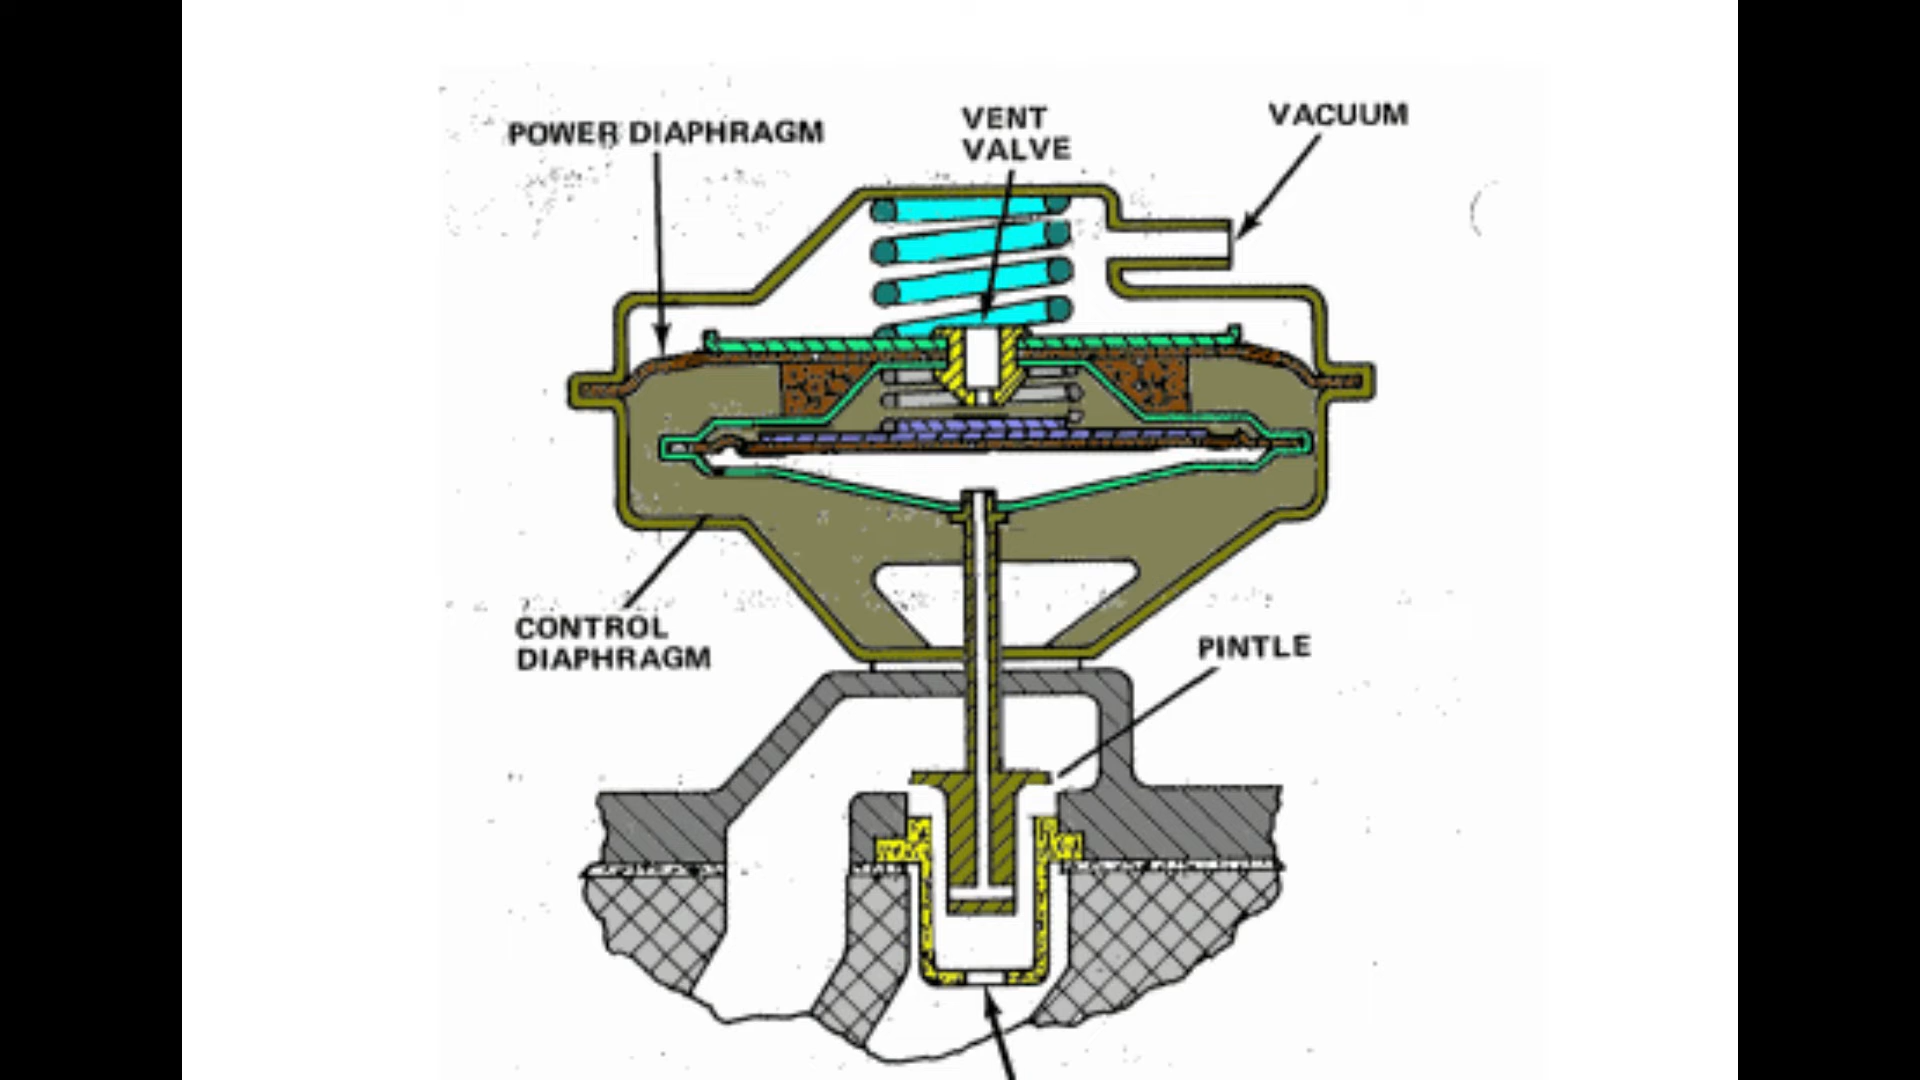 POWER DIAPHRAGM
VENT
VALVE
VACUUM
CONTROL
DIAPHRAGM
PINTLE